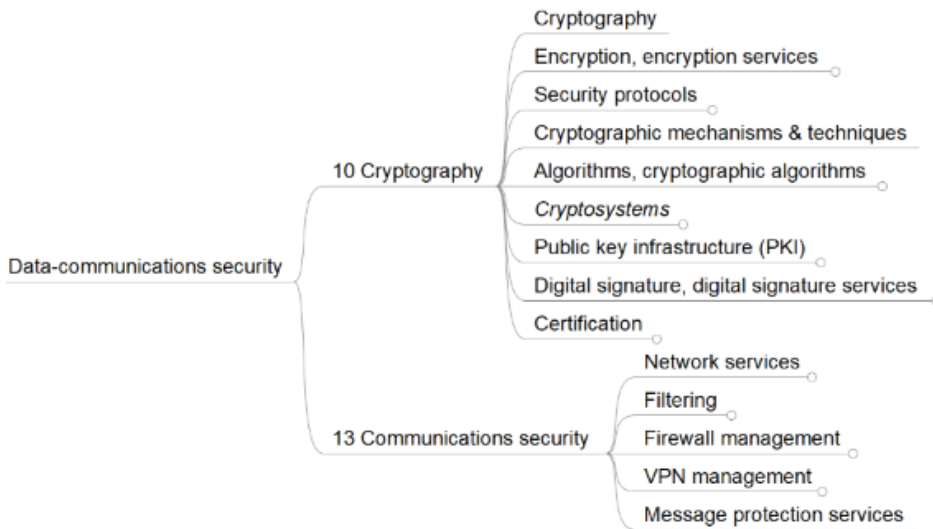 Cryptography
Encryption, encryption services
Security protocols
Cryptographic mechanisms & techniques
10 Cryptography
Algorithms, cryptographic algorithms
Cryptosystems
Public key infrastructure (PKI)
Data-communications security
Digital signature, digital signature services
Certification
Network services
Filtering
13 Communications security
Firewall management
VPN management
Message protection services